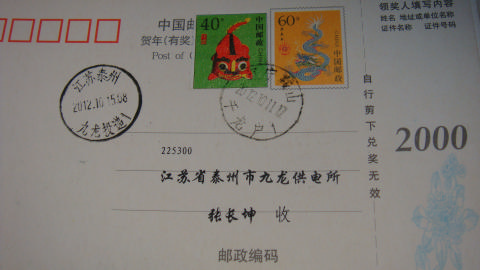 中国邮
贺年(有奖
Post of C
40分
中国邮政
60分
中国邮政
领奖人填写内容
姓名 地址或单位名称
证件名称 证件号码
江苏泰州
2012.10.15.08
九龙投递1
2000
自行剪下兑奖无效
225300
江苏省泰州市九龙供电所
张长坤 收
邮政编码